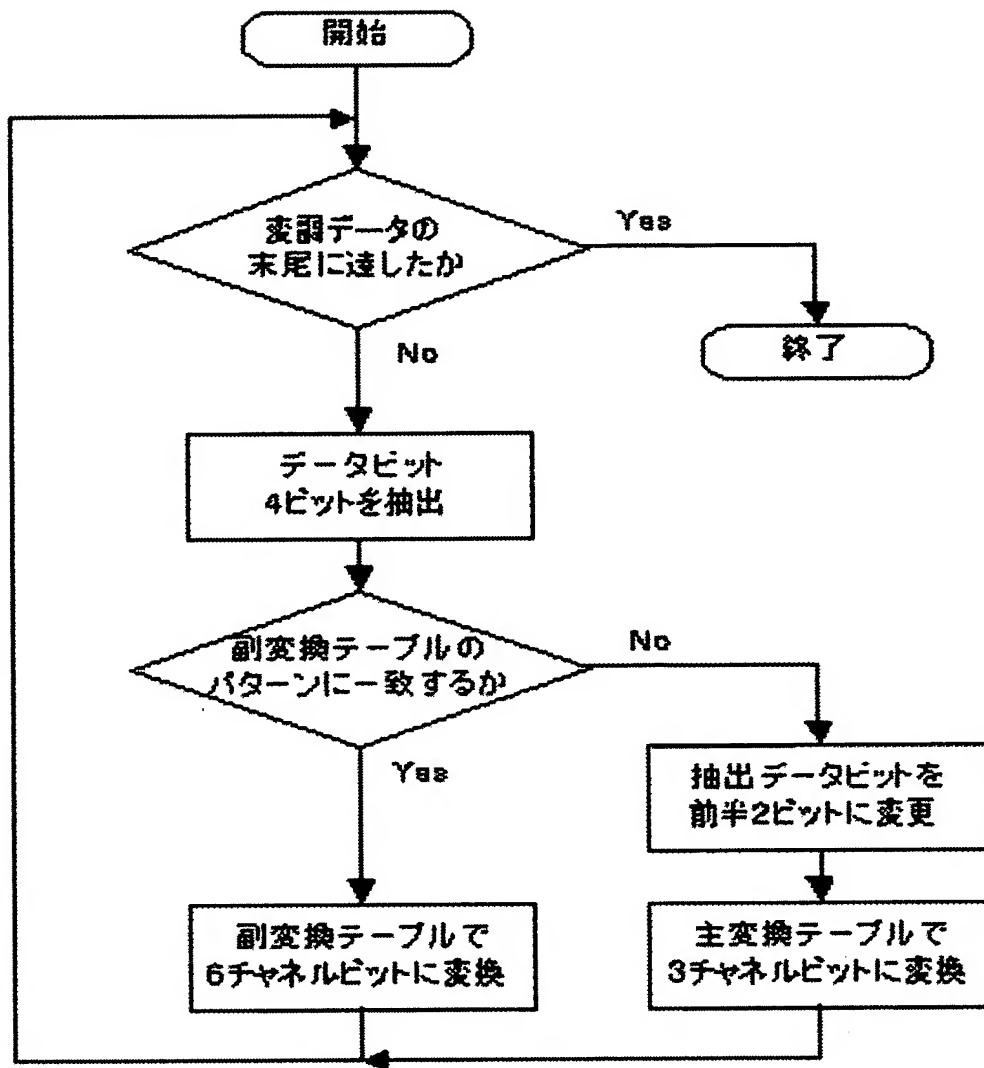 開始
変調データの
末尾に達したか
Yes
終了
No
データビット
4ビットを抽出
副変換テーブルの
パターンに一致するか
No
Yes
抽出データビットを
前半2ビットに変更
副変換テーブルで
6チャネルビットに変換
主変換テーブルで
3チャネルビットに変換